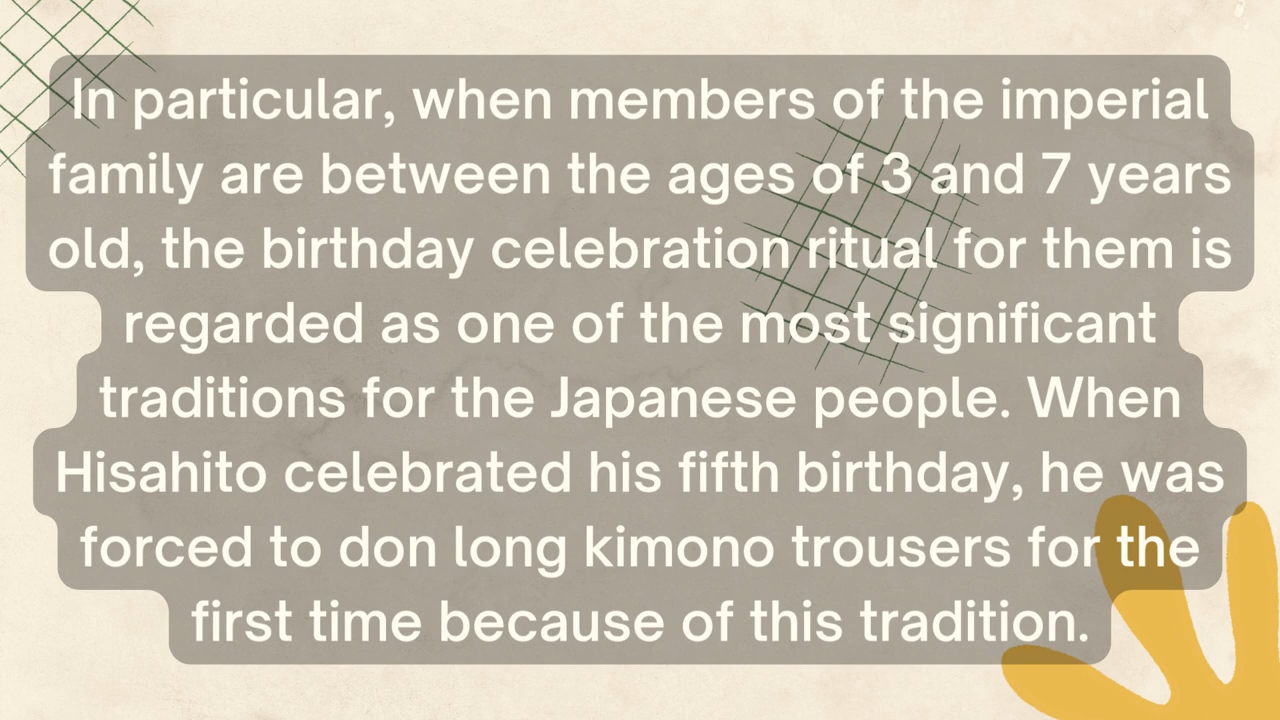 In particular, when members of the imperial
family are between the ages of 3 and 7 years
old, the birthday celebration ritual for them is
regarded as one of the most significant
traditions for the Japanese people. When
Hisahito celebrated his fifth birthday, he was
forced to don long kimono trousers for the
first time because of this tradition.